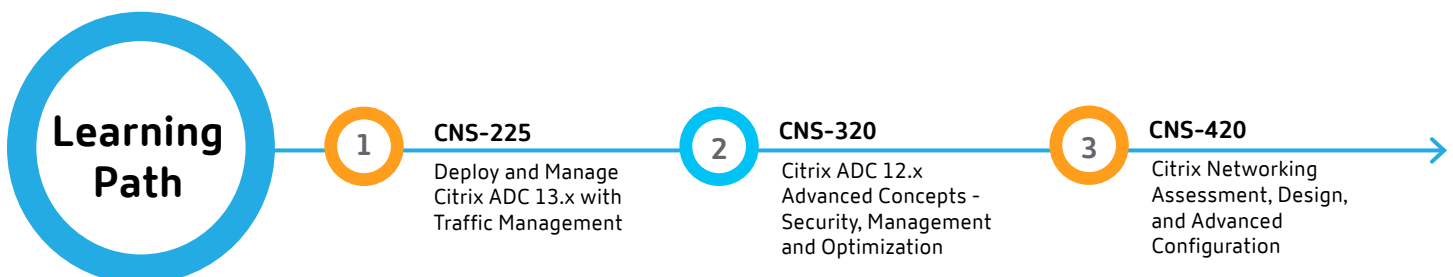 Learning
Path
1
CNS-225
Deploy and Manage
Citrix ADC 13.x with
Traffic Management
2
CNS-320
Citrix ADC 12.x
Advanced Concepts -
Security, Management
and Optimization
3
CNS-420
Citrix Networking
Assessment, Design,
and Advanced
Configuration